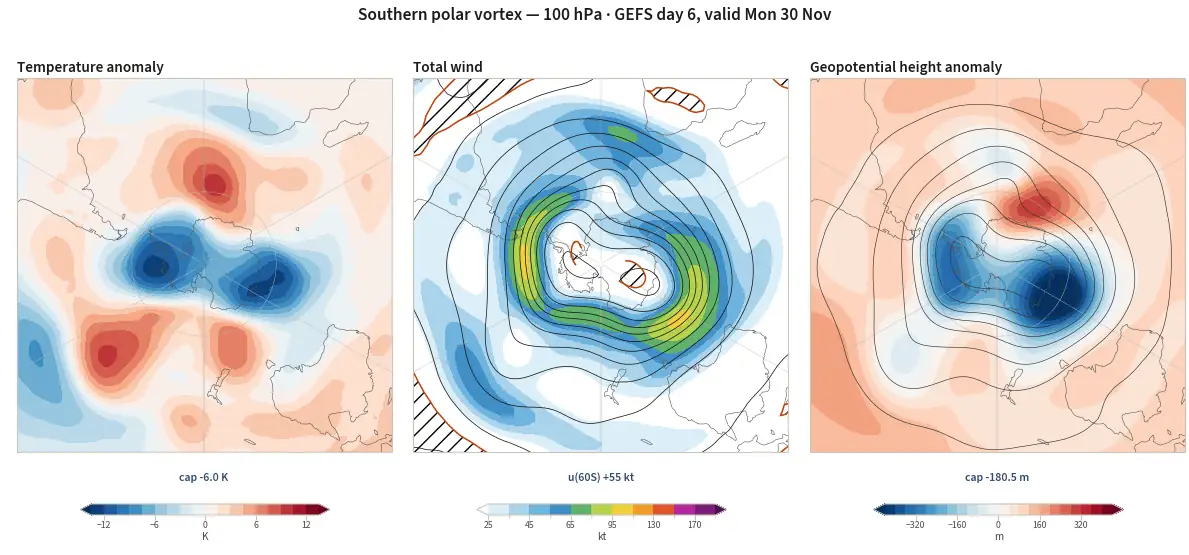 Southern polar vortex — 100 hPa · GEFS day 6, valid Mon 30 Nov
Temperature anomaly
Total wind
Geopotential height anomaly
cap -6.0 K
u(60S) +55 kt
cap -180.5 m
−12 −6 0 6 12
K
25 45 65 95 130 170
kt
−320 −160 0 160 320
m